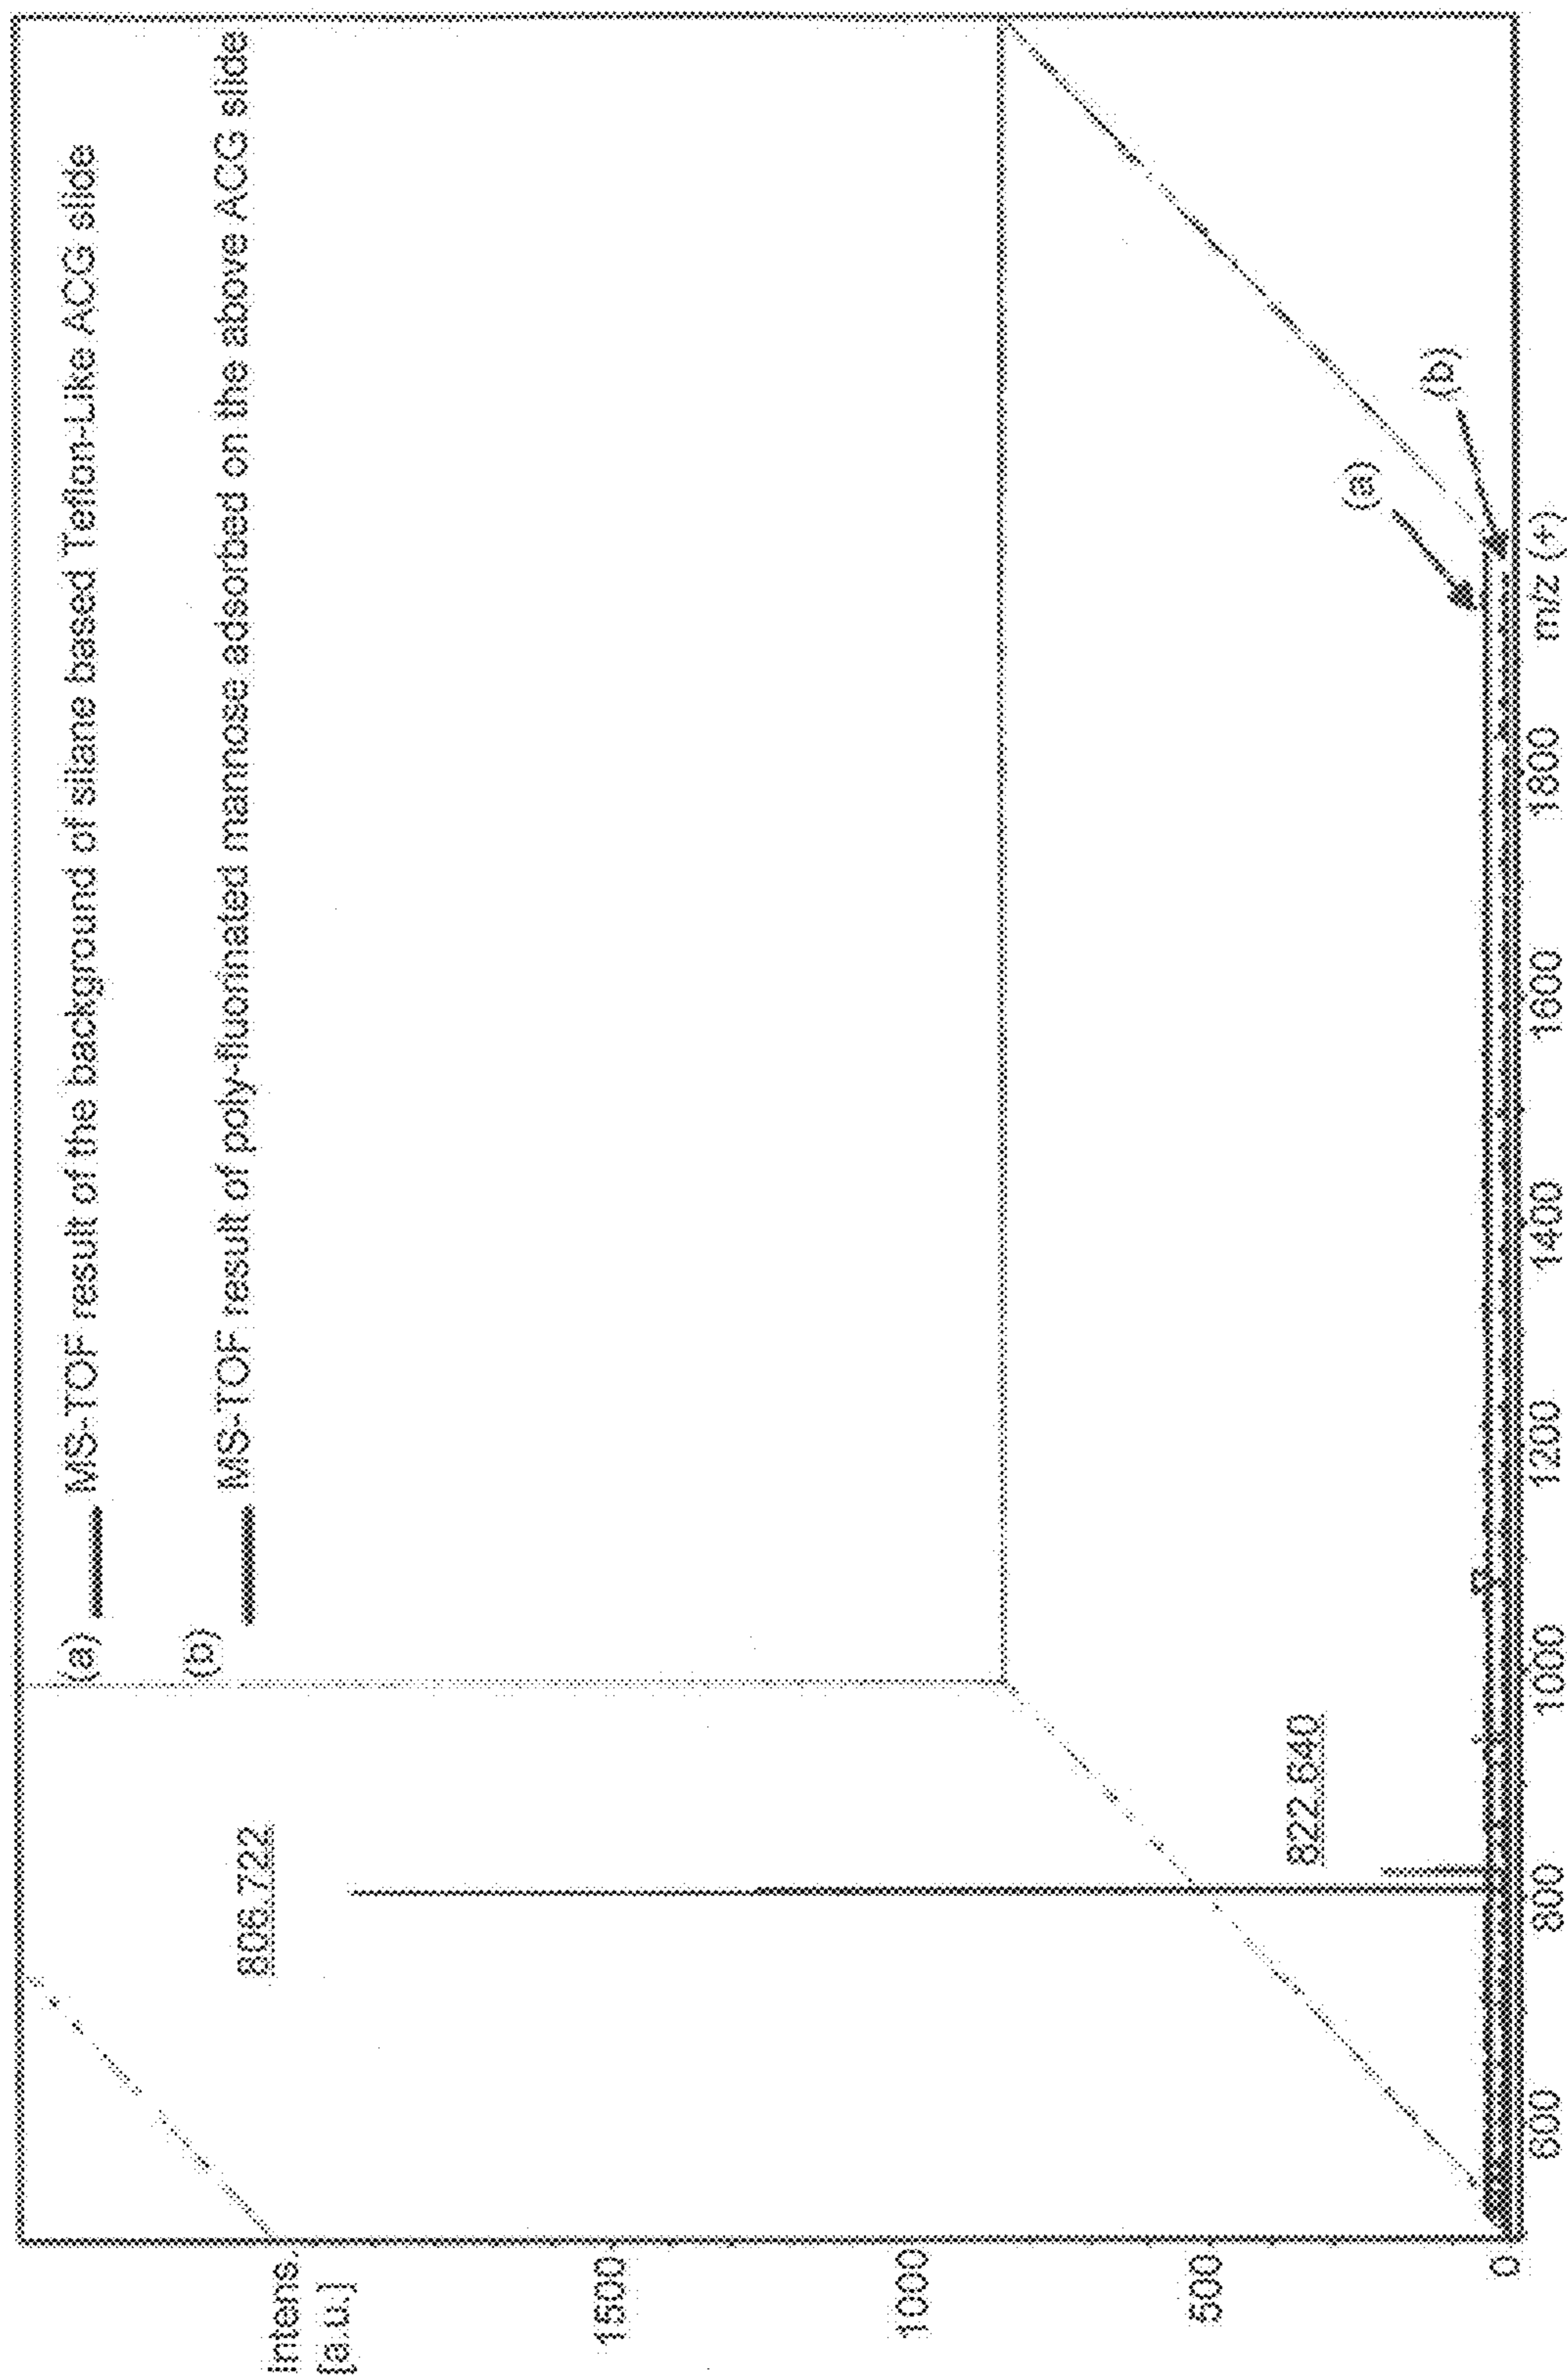 (a) MS-TOF result of the background of silane based Teflon-Like ACG slide
(b) MS-TOF result of poly-fluorinated mannose adsorbed on the above ACG slide
Intens.
[a.u.]
806.722
1500
1000
822.640
500
(a)
(b)
0
600
800
1000
1200
1400
1600
1800
m/z (+)